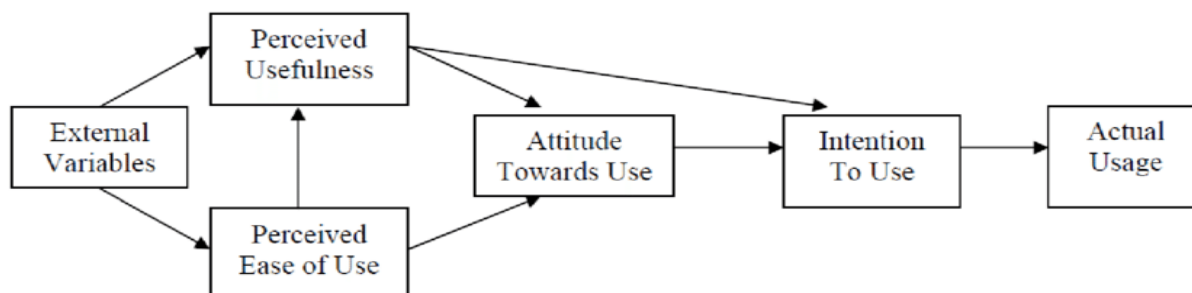 Perceived
Usefulness
External
Variables
Perceived
Ease of Use
Attitude
Towards Use
Intention
To Use
Actual
Usage